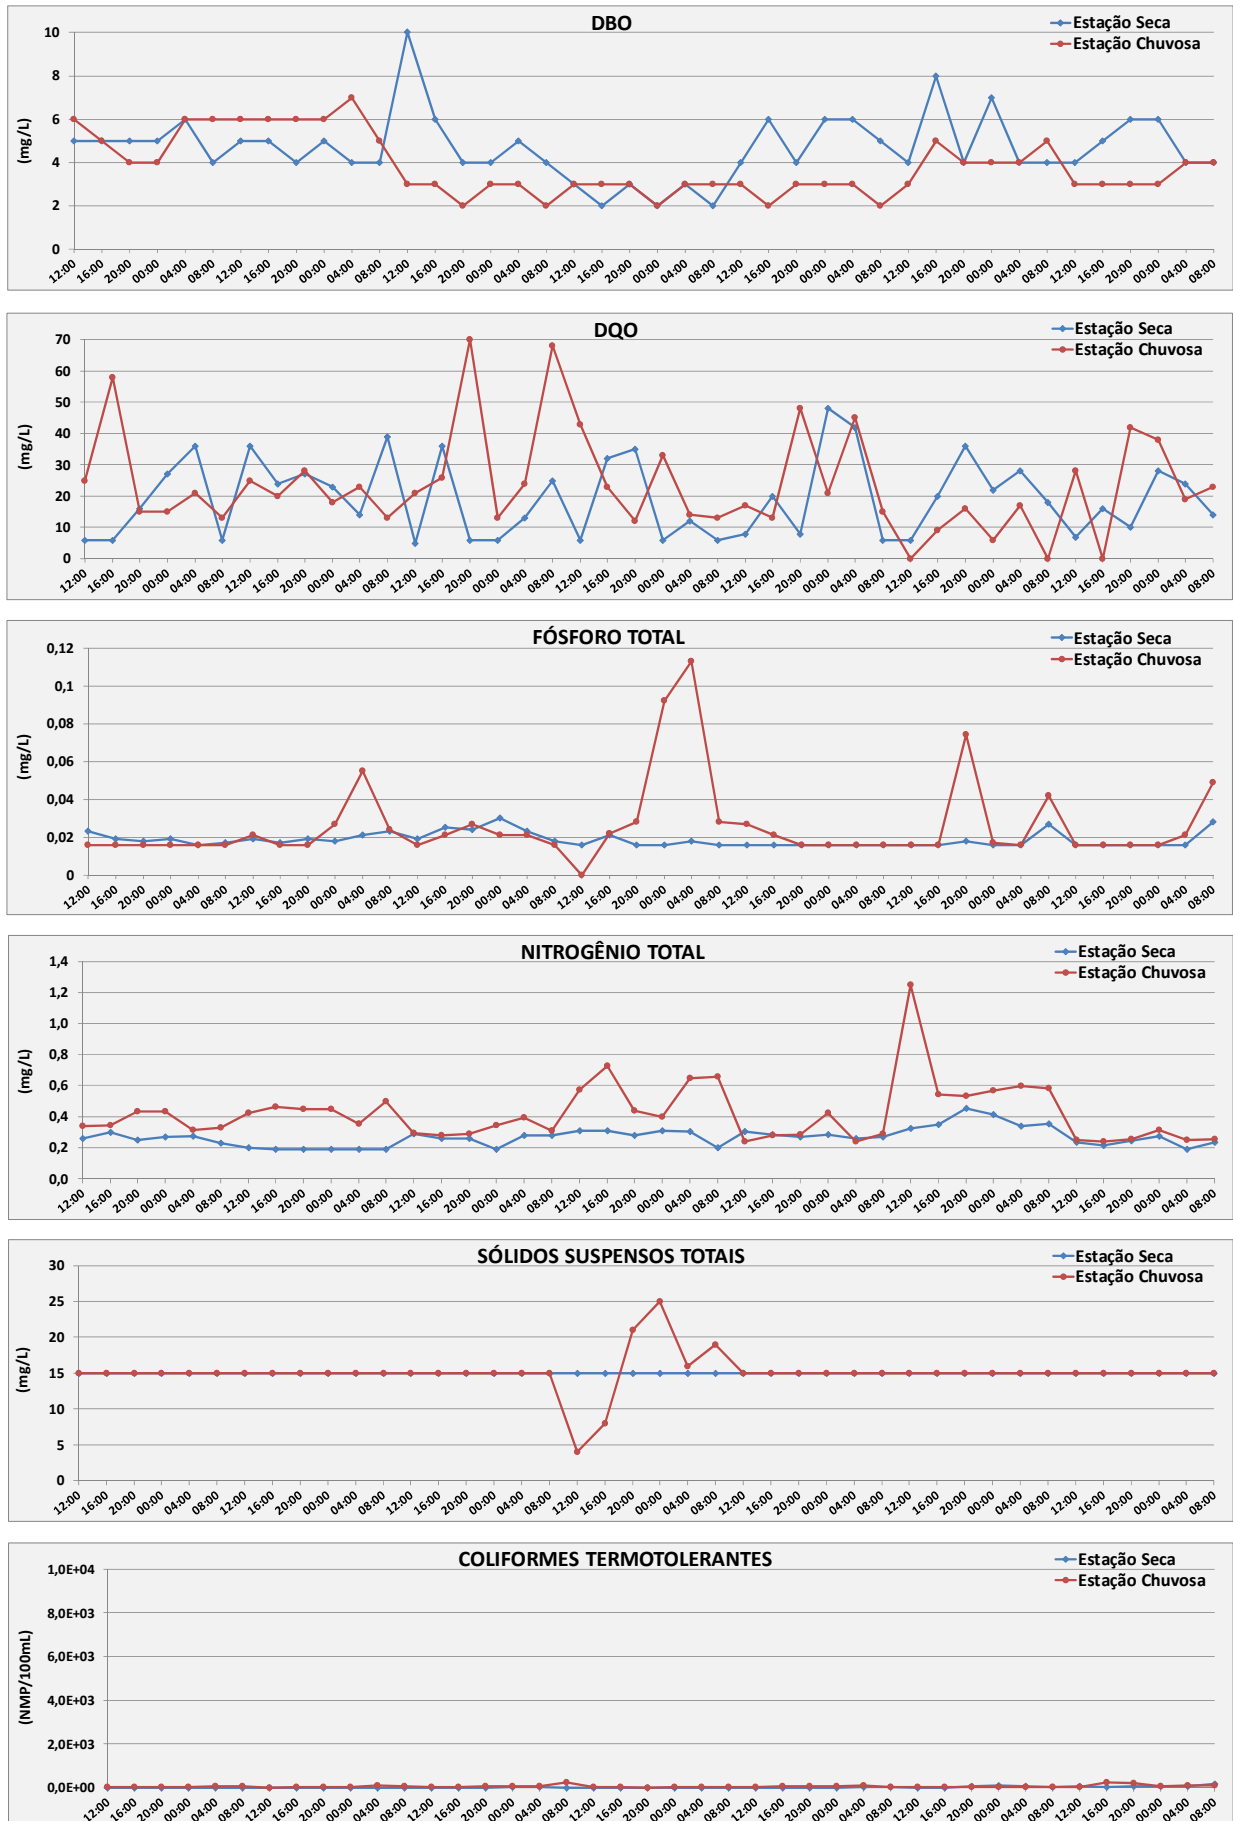 DBO
Estação Seca
Estação Chuvosa
(mg/L)
10
8
6
4
2
0
12:00 16:00 20:00 00:00 04:00 08:00 12:00 16:00 20:00 00:00 04:00 08:00 12:00 16:00 20:00 00:00 04:00 08:00 12:00 16:00 20:00 00:00 04:00 08:00 12:00 16:00 20:00 00:00 04:00 08:00 12:00 16:00 20:00 00:00 04:00 08:00 12:00 16:00 20:00 00:00 04:00 08:00
DQO
Estação Seca
Estação Chuvosa
(mg/L)
70
60
50
40
30
20
10
0
12:00 16:00 20:00 00:00 04:00 08:00 12:00 16:00 20:00 00:00 04:00 08:00 12:00 16:00 20:00 00:00 04:00 08:00 12:00 16:00 20:00 00:00 04:00 08:00 12:00 16:00 20:00 00:00 04:00 08:00 12:00 16:00 20:00 00:00 04:00 08:00 12:00 16:00 20:00 00:00 04:00 08:00
FÓSFORO TOTAL
Estação Seca
Estação Chuvosa
(mg/L)
0,12
0,1
0,08
0,06
0,04
0,02
0
12:00 16:00 20:00 00:00 04:00 08:00 12:00 16:00 20:00 00:00 04:00 08:00 12:00 16:00 20:00 00:00 04:00 08:00 12:00 16:00 20:00 00:00 04:00 08:00 12:00 16:00 20:00 00:00 04:00 08:00 12:00 16:00 20:00 00:00 04:00 08:00 12:00 16:00 20:00 00:00 04:00 08:00
NITROGÊNIO TOTAL
Estação Seca
Estação Chuvosa
(mg/L)
1,4
1,2
1,0
0,8
0,6
0,4
0,2
0,0
12:00 16:00 20:00 00:00 04:00 08:00 12:00 16:00 20:00 00:00 04:00 08:00 12:00 16:00 20:00 00:00 04:00 08:00 12:00 16:00 20:00 00:00 04:00 08:00 12:00 16:00 20:00 00:00 04:00 08:00 12:00 16:00 20:00 00:00 04:00 08:00 12:00 16:00 20:00 00:00 04:00 08:00
SÓLIDOS SUSPENSOS TOTAIS
Estação Seca
Estação Chuvosa
(mg/L)
30
25
20
15
10
5
0
12:00 16:00 20:00 00:00 04:00 08:00 12:00 16:00 20:00 00:00 04:00 08:00 12:00 16:00 20:00 00:00 04:00 08:00 12:00 16:00 20:00 00:00 04:00 08:00 12:00 16:00 20:00 00:00 04:00 08:00 12:00 16:00 20:00 00:00 04:00 08:00 12:00 16:00 20:00 00:00 04:00 08:00
COLIFORMES TERMOTOLERANTES
Estação Seca
Estação Chuvosa
(NMP/100mL)
1,0E+04
8,0E+03
6,0E+03
4,0E+03
2,0E+03
0,0E+00
12:00 16:00 20:00 00:00 04:00 08:00 12:00 16:00 20:00 00:00 04:00 08:00 12:00 16:00 20:00 00:00 04:00 08:00 12:00 16:00 20:00 00:00 04:00 08:00 12:00 16:00 20:00 00:00 04:00 08:00 12:00 16:00 20:00 00:00 04:00 08:00 12:00 16:00 20:00 00:00 04:00 08:00